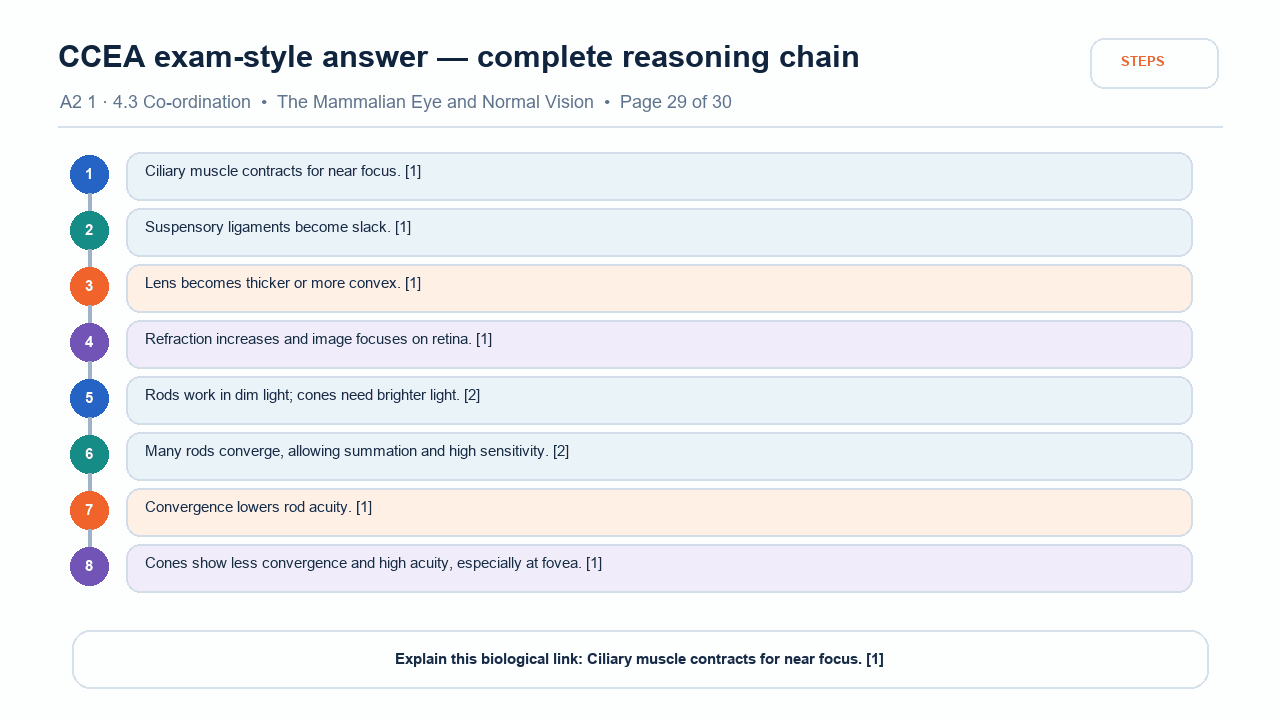 CCEA exam-style answer — complete reasoning chain
STEPS
A2 1 · 4.3 Co-ordination • The Mammalian Eye and Normal Vision • Page 29 of 30
1
Ciliary muscle contracts for near focus. [1]
2
Suspensory ligaments become slack. [1]
3
Lens becomes thicker or more convex. [1]
4
Refraction increases and image focuses on retina. [1]
5
Rods work in dim light; cones need brighter light. [2]
6
Many rods converge, allowing summation and high sensitivity. [2]
7
Convergence lowers rod acuity. [1]
8
Cones show less convergence and high acuity, especially at fovea. [1]
Explain this biological link: Ciliary muscle contracts for near focus. [1]